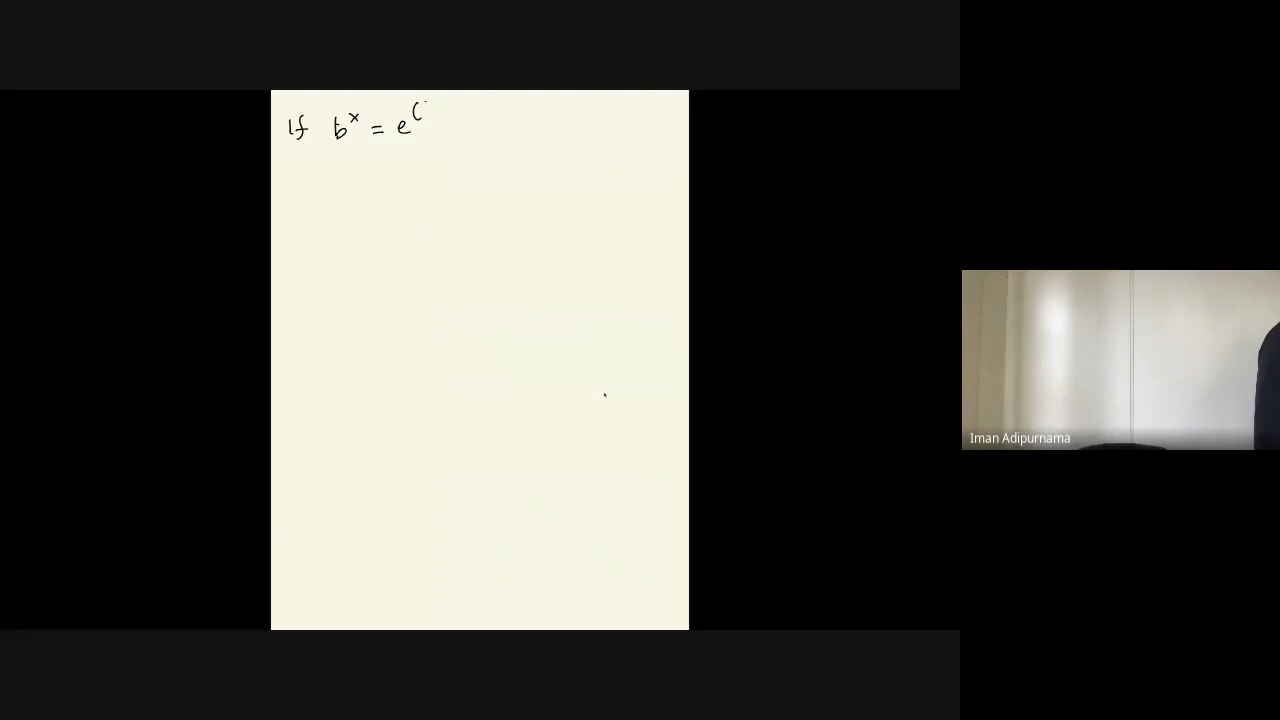 If b^x = e^(
Iman Adipurnama